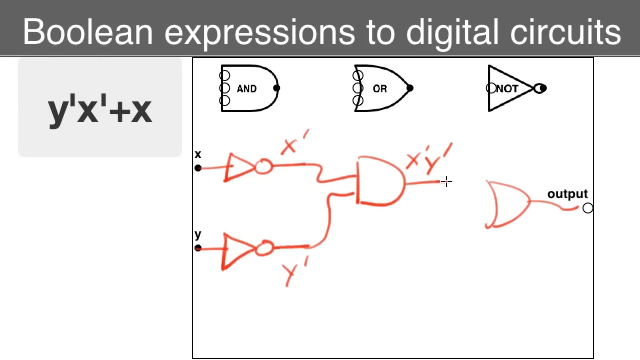 Boolean expressions to digital circuits
y'x'+x
AND
OR
NOT
x
x'
x'y'
output
y
y'